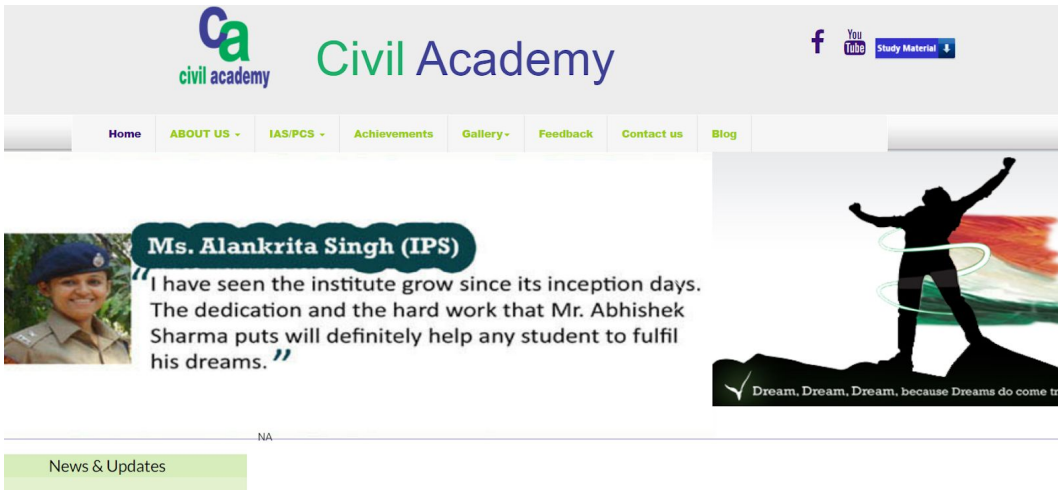 Ca
civil academy
Civil Academy
f
You
Tube
Study Material
Home
ABOUT US
IAS/PCS
Achievements
Gallery
Feedback
Contact us
Blog
Ms. Alankrita Singh (IPS)
“I have seen the institute grow since its inception days.
The dedication and the hard work that Mr. Abhishek
Sharma puts will definitely help any student to fulfil
his dreams.”
Dream, Dream, Dream, because Dreams do come tr
NA
News & Updates